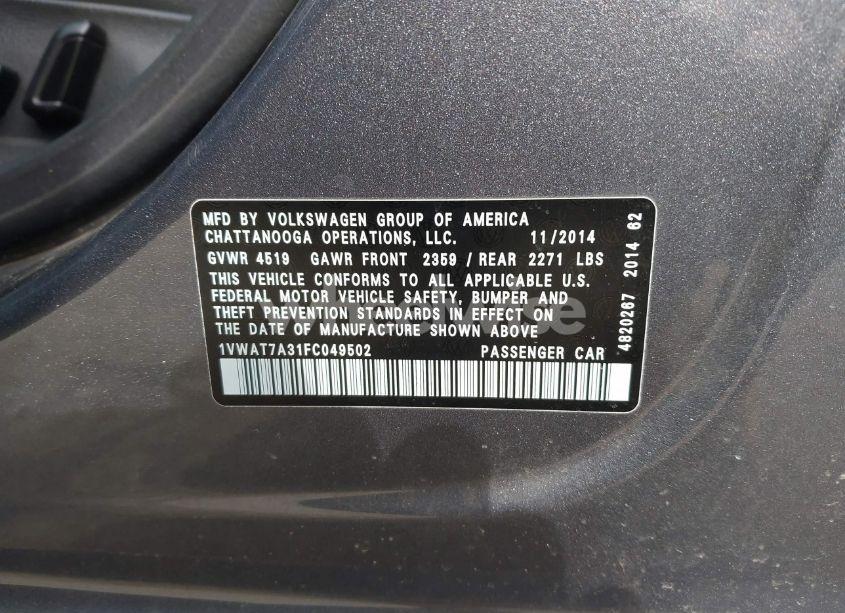 MFD BY VOLKSWAGEN GROUP OF AMERICA
CHATTANOOGA OPERATIONS, LLC. 11/2014
GVWR 4519 GAWR FRONT 2359 / REAR 2271 LBS
THIS VEHICLE CONFORMS TO ALL APPLICABLE U.S.
FEDERAL MOTOR VEHICLE SAFETY, BUMPER AND
THEFT PREVENTION STANDARDS IN EFFECT ON
THE DATE OF MANUFACTURE SHOWN ABOVE
1VWAT7A31FC049502 PASSENGER CAR
4820267 2014 62